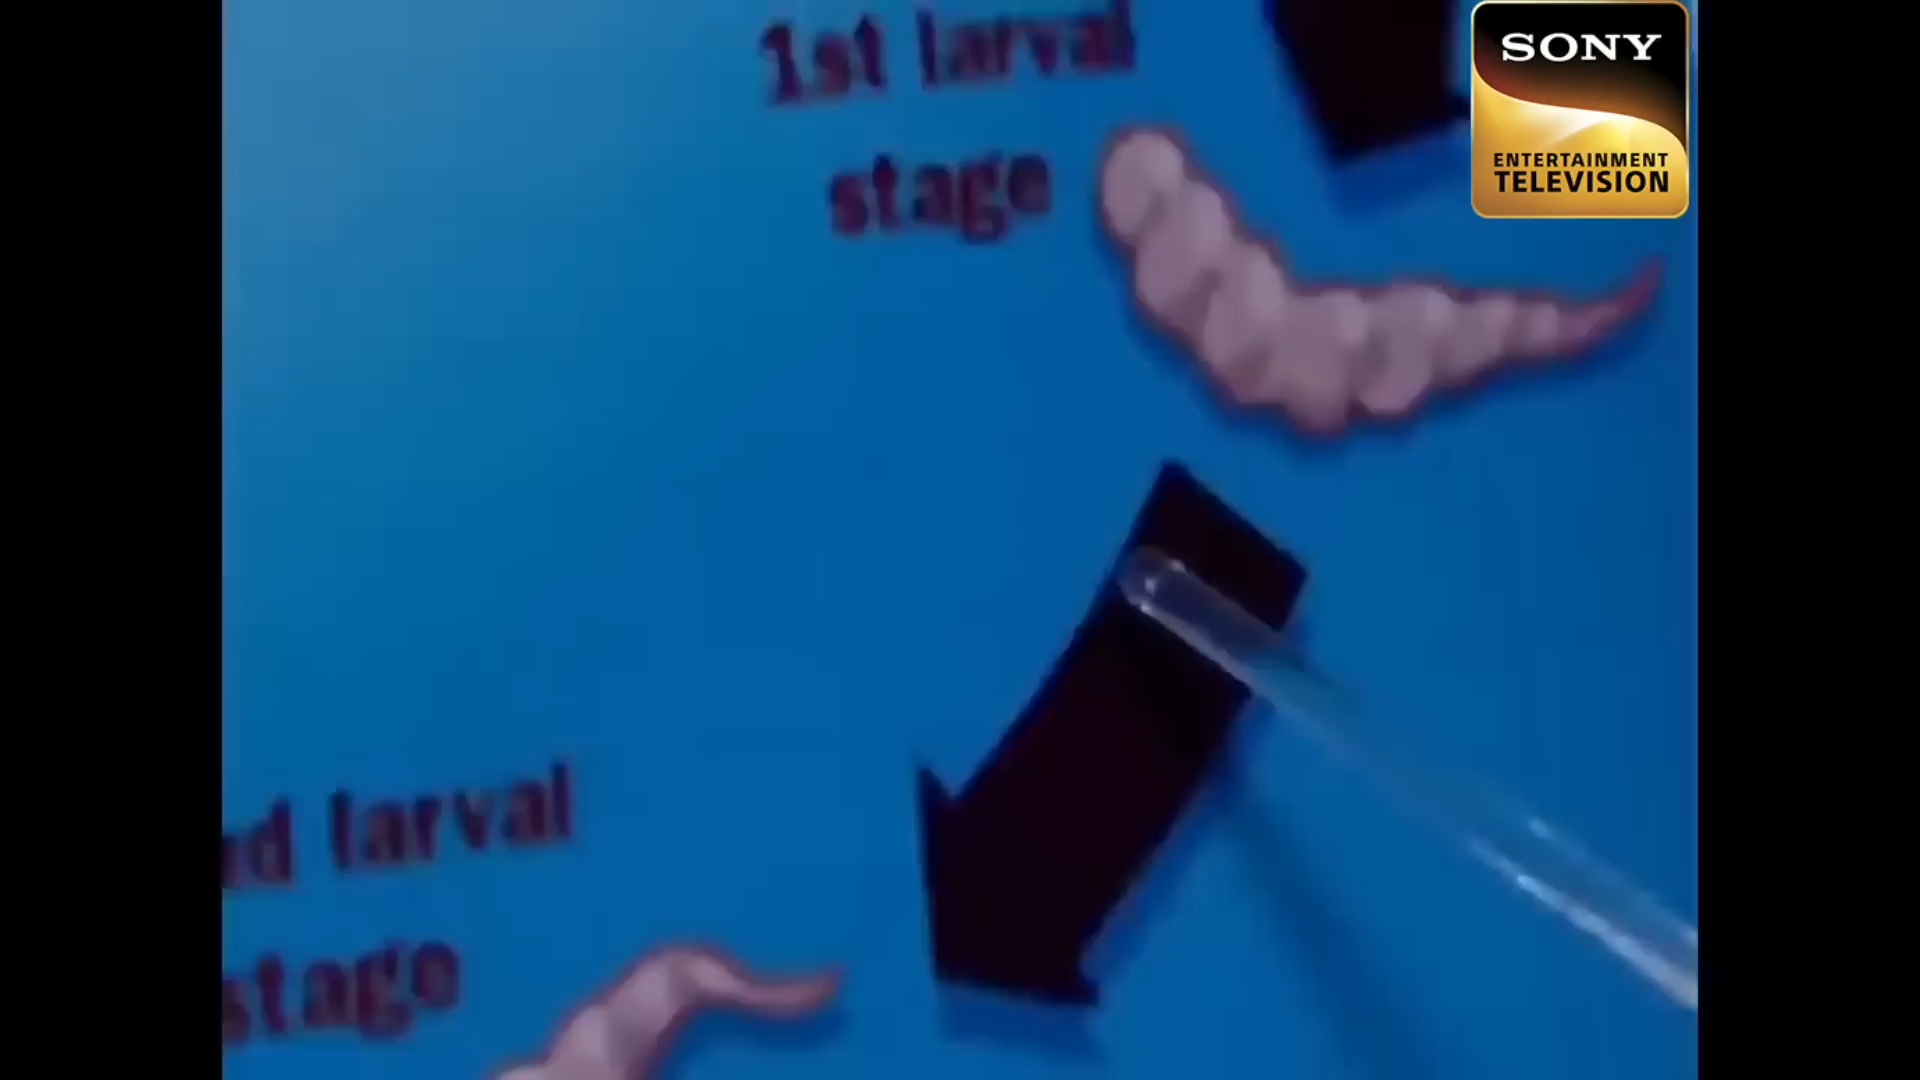 1st larval
stage
SONY
ENTERTAINMENT
TELEVISION
larval
stage